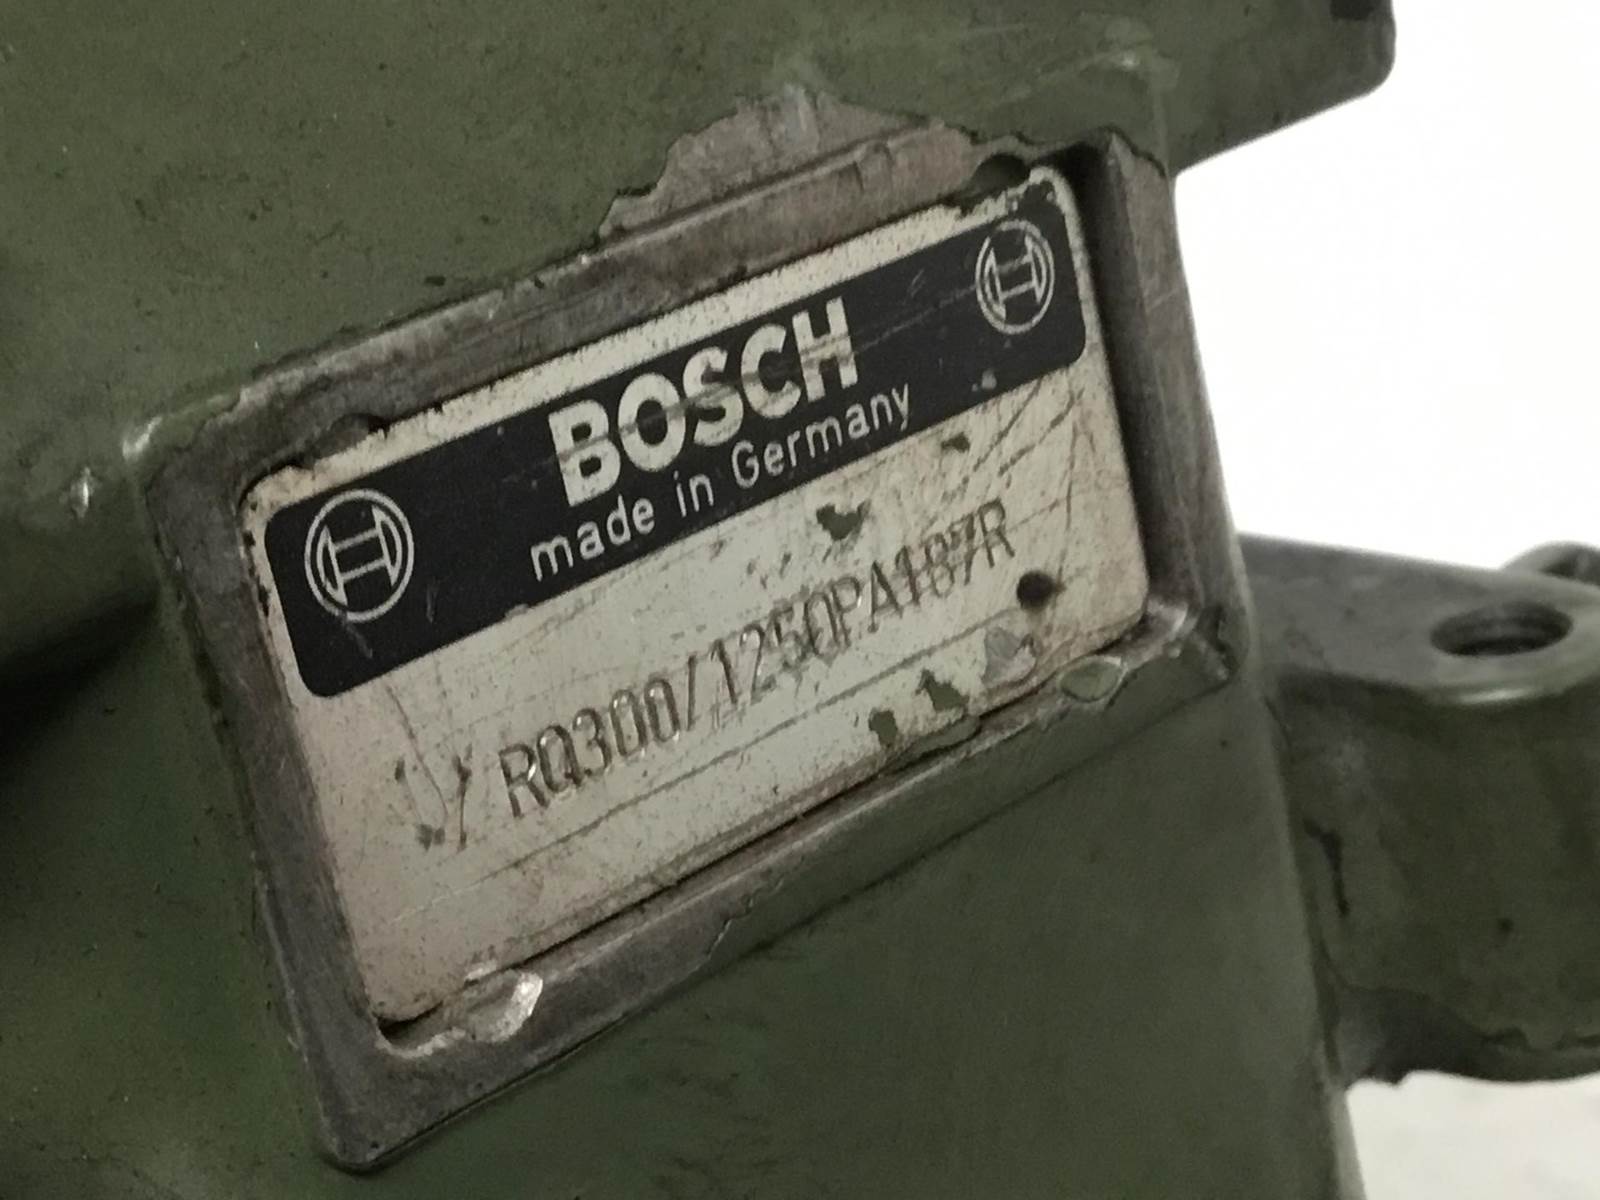 BOSCH
made in Germany
RQ300/1250PA187R